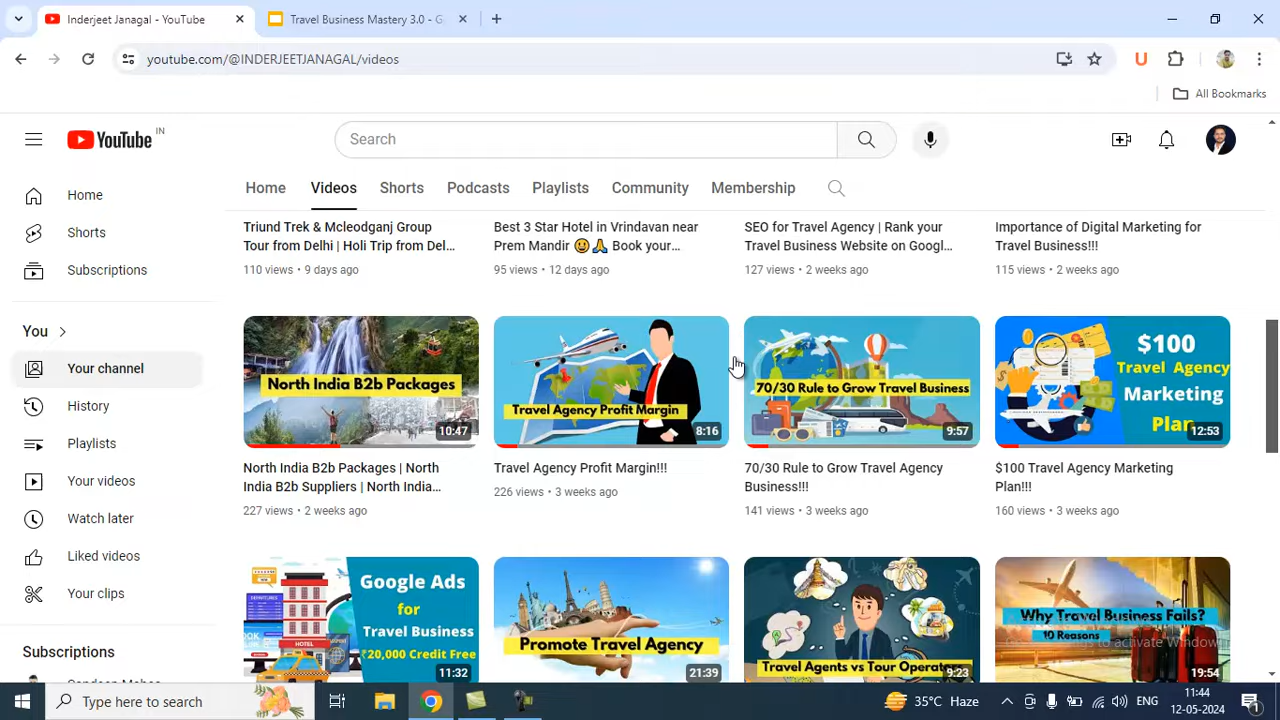 Inderjeet Janagal - YouTube
Travel Business Mastery 3.0 - G
youtube.com/@INDERJEETJANAGAL/videos
All Bookmarks
YouTube IN
Search
Home Videos Shorts Podcasts Playlists Community Membership
Home
Shorts
Subscriptions
You
Your channel
History
Playlists
Your videos
Watch later
Liked videos
Your clips
Subscriptions
Triund Trek & Mcleodganj Group
Tour from Delhi | Holi Trip from Del...
110 views • 9 days ago
Best 3 Star Hotel in Vrindavan near
Prem Mandir 😃🙏 Book your...
95 views • 12 days ago
SEO for Travel Agency | Rank your
Travel Business Website on Googl...
127 views • 2 weeks ago
Importance of Digital Marketing for
Travel Business!!!
115 views • 2 weeks ago
North India B2b Packages
10:47
North India B2b Packages | North
India B2b Suppliers | North India...
227 views • 2 weeks ago
Travel Agency Profit Margin
8:16
Travel Agency Profit Margin!!!
226 views • 3 weeks ago
70/30 Rule to Grow Travel Business
9:57
70/30 Rule to Grow Travel Agency
Business!!!
141 views • 3 weeks ago
$100
Travel Agency
Marketing
Plan
12:53
$100 Travel Agency Marketing
Plan!!!
160 views • 3 weeks ago
Google Ads
for
Travel Business
₹20,000 Credit Free
HOTEL
11:32
Promote Travel Agency
21:39
Travel Agents vs Tour Operators
9:23
Why Travel Business Fails?
10 Reasons
19:54
Type here to search
35°C Haze
ENG
11:44
12-05-2024
1